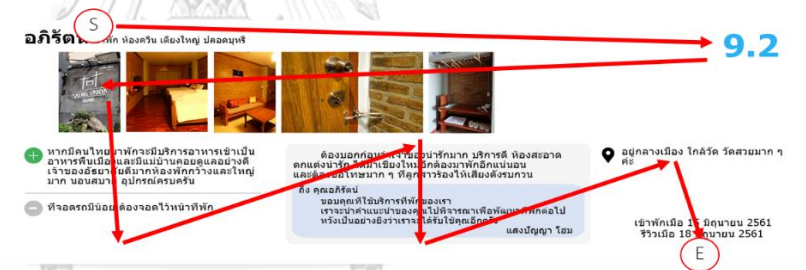 S
อภิรัตน์ พัก ห้องควีน เตียงใหญ่ ปลอดบุหรี่
9.2
หากมีคนไทยมาพักจะมีบริการอาหารเช้าเป็น
อาหารพื้นเมืองและมีแม่บ้านคอยดูแลอย่างดี
เจ้าของอัธยาศัยดีมากห้องพักกว้างและใหญ่
มาก นอนสบาย อุปกรณ์ครบครัน
ที่จอดรถมีน้อย ต้องจอดไว้หน้าที่พัก
ต้องบอกก่อนว่าเจ้าของน่ารักมาก บริการดี ห้องสะอาด
ตกแต่งน่ารัก ได้มาเชียงใหม่อีกต้องมาพักอีกแน่นอน
และต้องขอโทษมาก ๆ ที่ลูกสาวร้องไห้เสียงดังรบกวน
ถึง คุณอภิรัตน์
ขอบคุณที่ใช้บริการที่พักของเรา
เราจะนำคำแนะนำของคุณไปพิจารณาเพื่อพัฒนาที่พักต่อไป
หวังเป็นอย่างยิ่งว่าเราจะได้รับใช้คุณอีกครั้ง
แสงปัญญา โฮม
อยู่กลางเมือง ใกล้วัด วัดสวยมาก ๆ
ค่ะ
เข้าพักเมื่อ 15 มิถุนายน 2561
รีวิวเมื่อ 18 มิถุนายน 2561
E